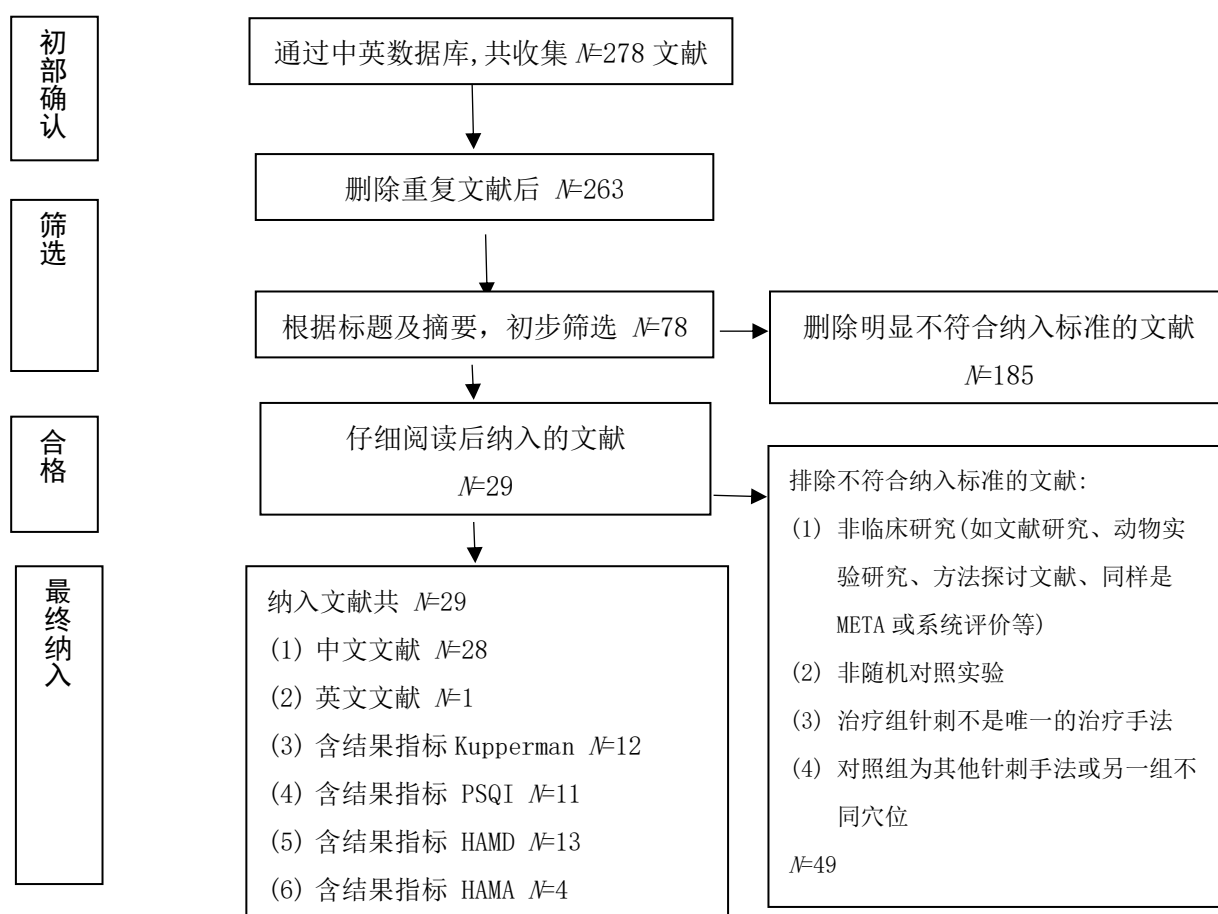 初部确认
通过中英数据库,共收集 N=278 文献
删除重复文献后 N=263
筛选
根据标题及摘要，初步筛选 N=78
删除明显不符合纳入标准的文献
N=185
合格
仔细阅读后纳入的文献
N=29
排除不符合纳入标准的文献:
(1) 非临床研究(如文献研究、动物实
验研究、方法探讨文献、同样是
META 或系统评价等)
(2) 非随机对照实验
(3) 治疗组针刺不是唯一的治疗手法
(4) 对照组为其他针刺手法或另一组不
同穴位
N=49
最终纳入
纳入文献共 N=29
(1) 中文文献 N=28
(2) 英文文献 N=1
(3) 含结果指标 Kupperman N=12
(4) 含结果指标 PSQI N=11
(5) 含结果指标 HAMD N=13
(6) 含结果指标 HAMA N=4